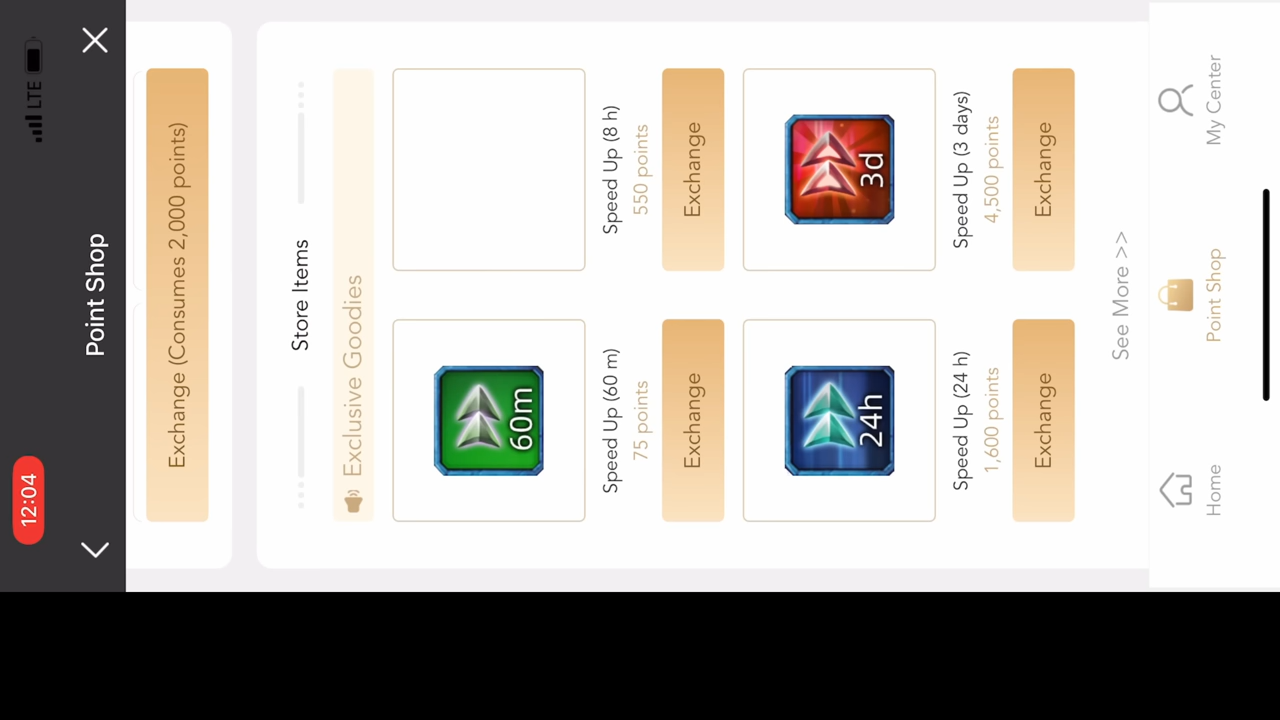 12:04
LTE
Point Shop
Exchange (Consumes 2,000 points)
Store Items
Exclusive Goodies
60m
Speed Up (60 m)
75 points
Exchange
Speed Up (8 h)
550 points
Exchange
24h
Speed Up (24 h)
1,600 points
Exchange
3d
Speed Up (3 days)
4,500 points
Exchange
See More >>
Home
Point Shop
My Center